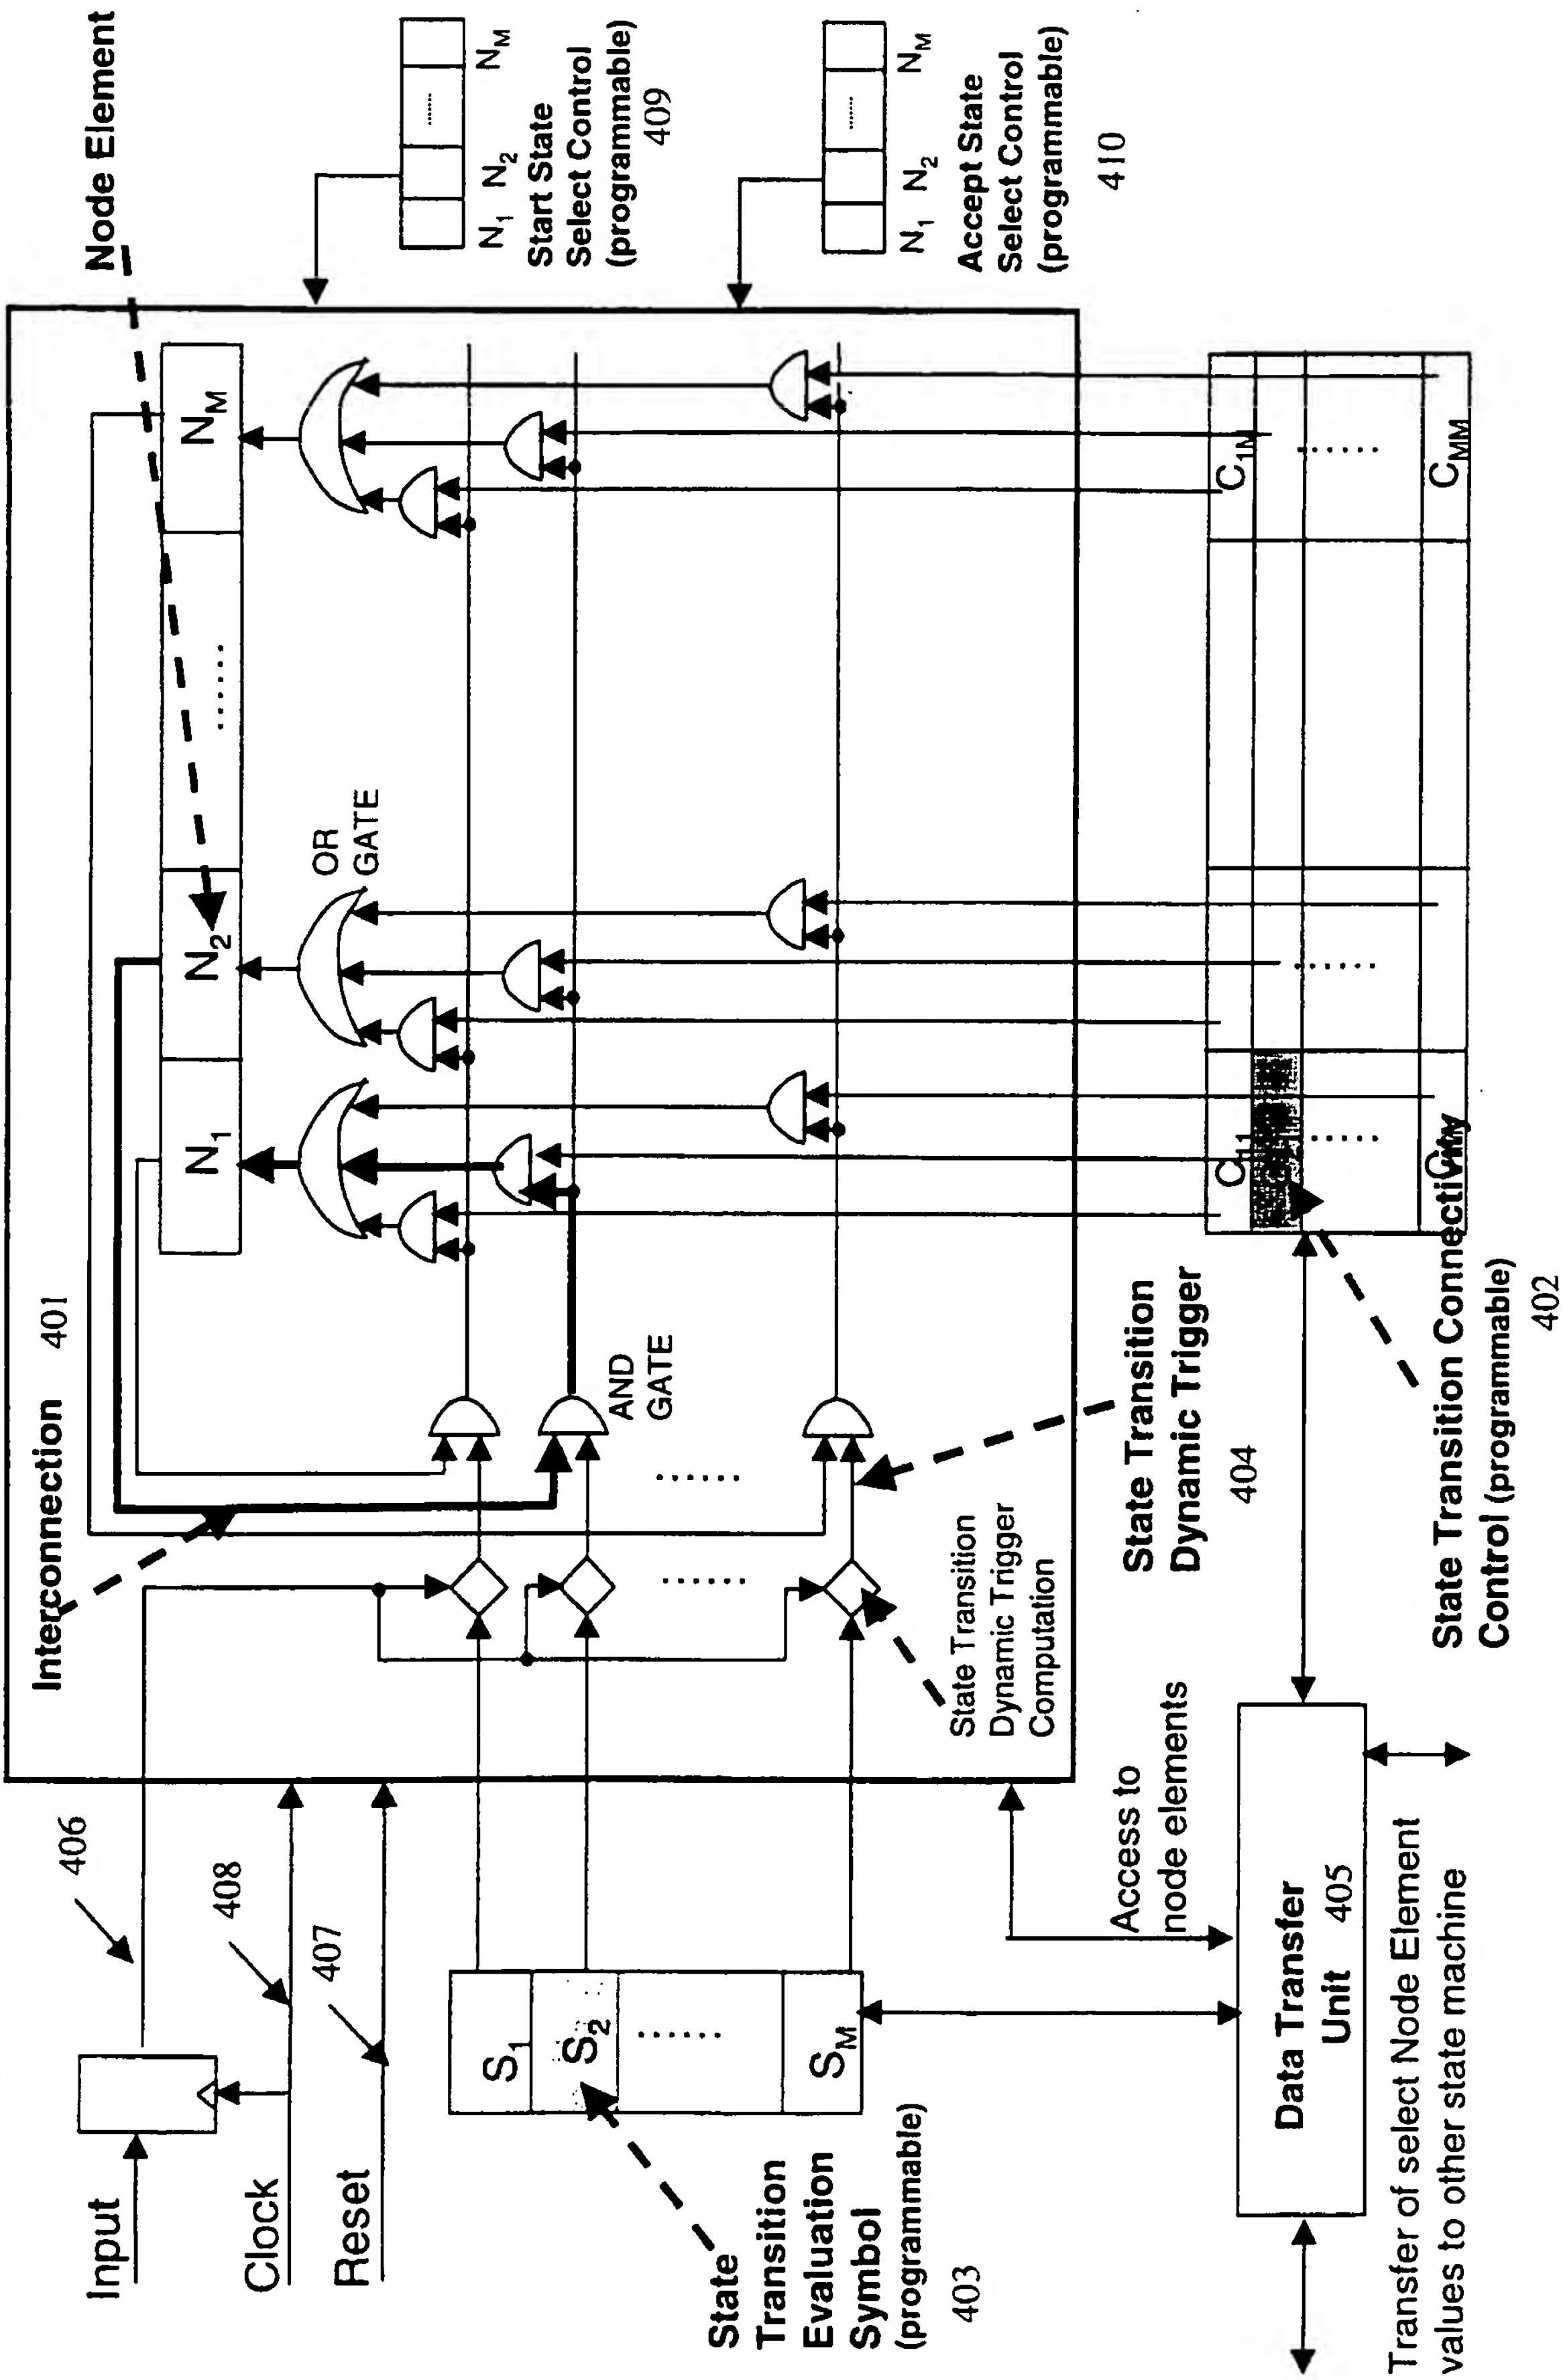 Input
406
Clock
408
Reset
407
Interconnection
401
Node Element
N1
N2
......
NM
OR
GATE
AND
GATE
......
......
S1
S2
......
SM
State
Transition
Evaluation
Symbol
(programmable)
403
State Transition
Dynamic Trigger
Computation
State Transition
Dynamic Trigger
404
N1 N2 ...... NM
Start State
Select Control
(programmable)
409
N1 N2 ...... NM
Accept State
Select Control
(programmable)
410
Access to
node elements
Data Transfer
Unit 405
Transfer of select Node Element
values to other state machine
C11
C1M
......
......
......
CMM
State Transition Connectivity
Control (programmable)
402